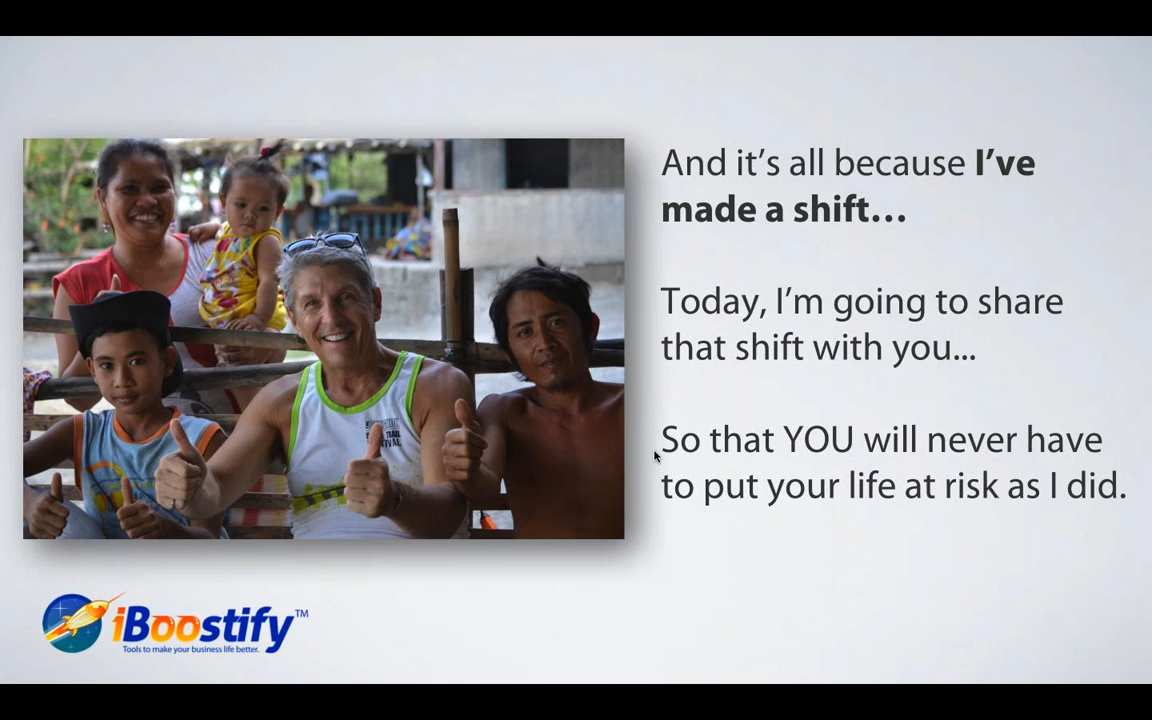 And it’s all because I’ve
made a shift...
Today, I’m going to share
that shift with you...
So that YOU will never have
to put your life at risk as I did.
iBoostify™
Tools to make your business life better.